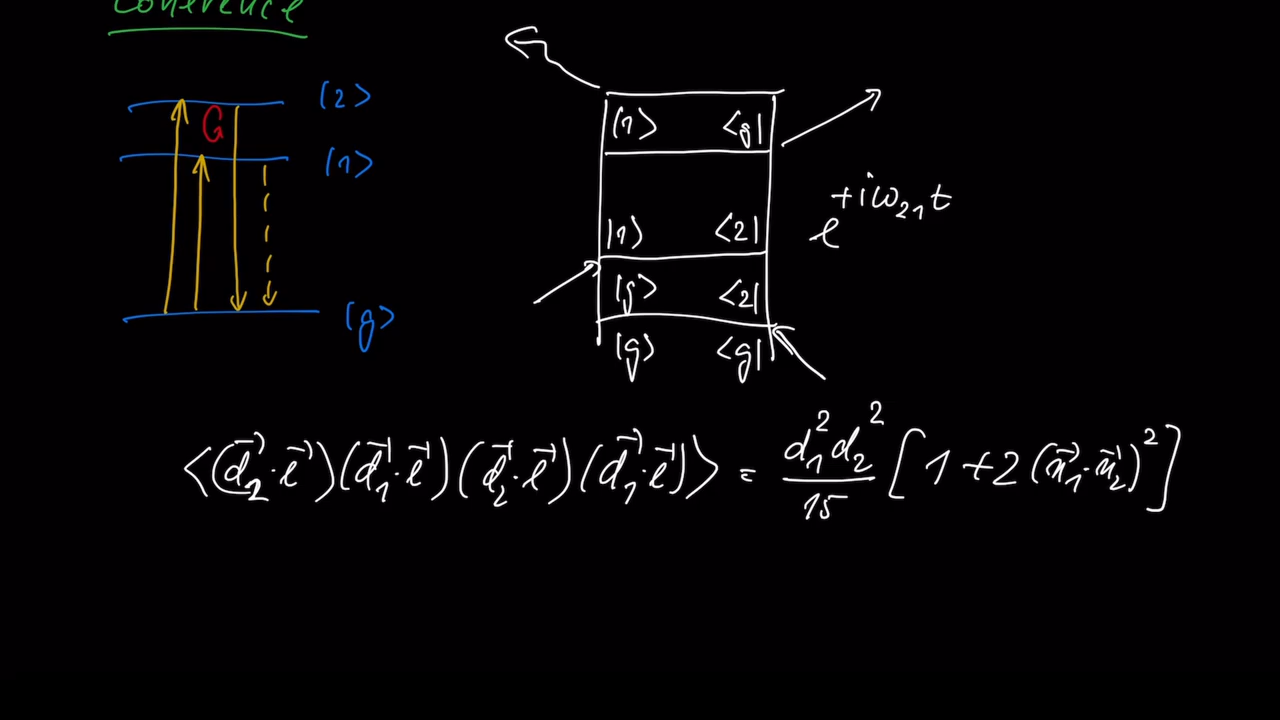 Coherence
|2⟩
G
|1⟩
|g⟩
|1⟩ ⟨g|
|1⟩ ⟨2|
|g⟩ ⟨2|
|g⟩ ⟨g|
e^{+iω_{21}t}
⟨(d⃗₂·e⃗)(d⃗₁·e⃗)(d⃗₂·e⃗)(d⃗₁·e⃗)⟩ = d₁²d₂²/15 [1+2(n⃗₁·n⃗₂)²]